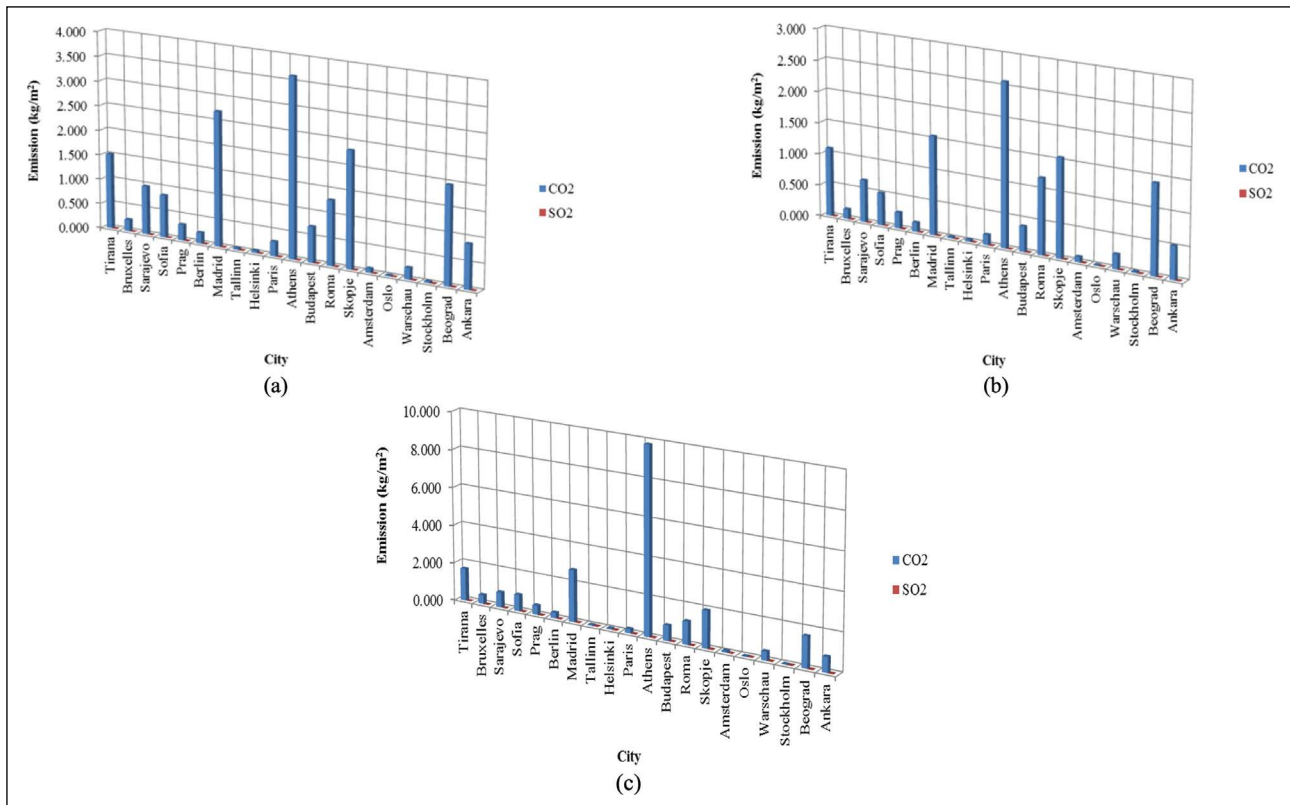 4.000
3.500
3.000
2.500
2.000
1.500
1.000
0.500
0.000
Emission (kg/m²)
Tirana
Bruxelles
Sarajevo
Sofia
Prag
Berlin
Madrid
Tallinn
Helsinki
Paris
Athens
Budapest
Roma
Skopje
Amsterdam
Oslo
Warschau
Stockholm
Beograd
Ankara
City
CO2
SO2
(a)
3.000
2.500
2.000
1.500
1.000
0.500
0.000
Emission (kg/m²)
Tirana
Bruxelles
Sarajevo
Sofia
Prag
Berlin
Madrid
Tallinn
Helsinki
Paris
Athens
Budapest
Roma
Skopje
Amsterdam
Oslo
Warschau
Stockholm
Beograd
Ankara
City
CO2
SO2
(b)
10.000
8.000
6.000
4.000
2.000
0.000
Emission (kg/m²)
Tirana
Bruxelles
Sarajevo
Sofia
Prag
Berlin
Madrid
Tallinn
Helsinki
Paris
Athens
Budapest
Roma
Skopje
Amsterdam
Oslo
Warschau
Stockholm
Beograd
Ankara
City
CO2
SO2
(c)